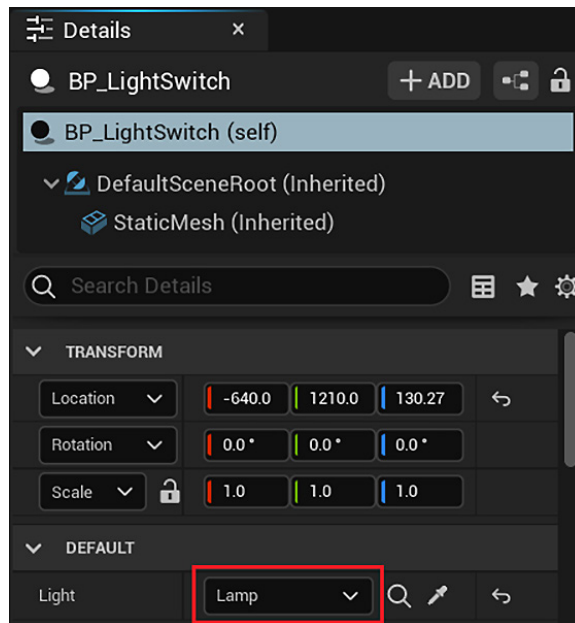 Details ×
BP_LightSwitch + ADD
BP_LightSwitch (self)
DefaultSceneRoot (Inherited)
StaticMesh (Inherited)
Search Details
TRANSFORM
Location -640.0 1210.0 130.27
Rotation 0.0° 0.0° 0.0°
Scale 1.0 1.0 1.0
DEFAULT
Light Lamp